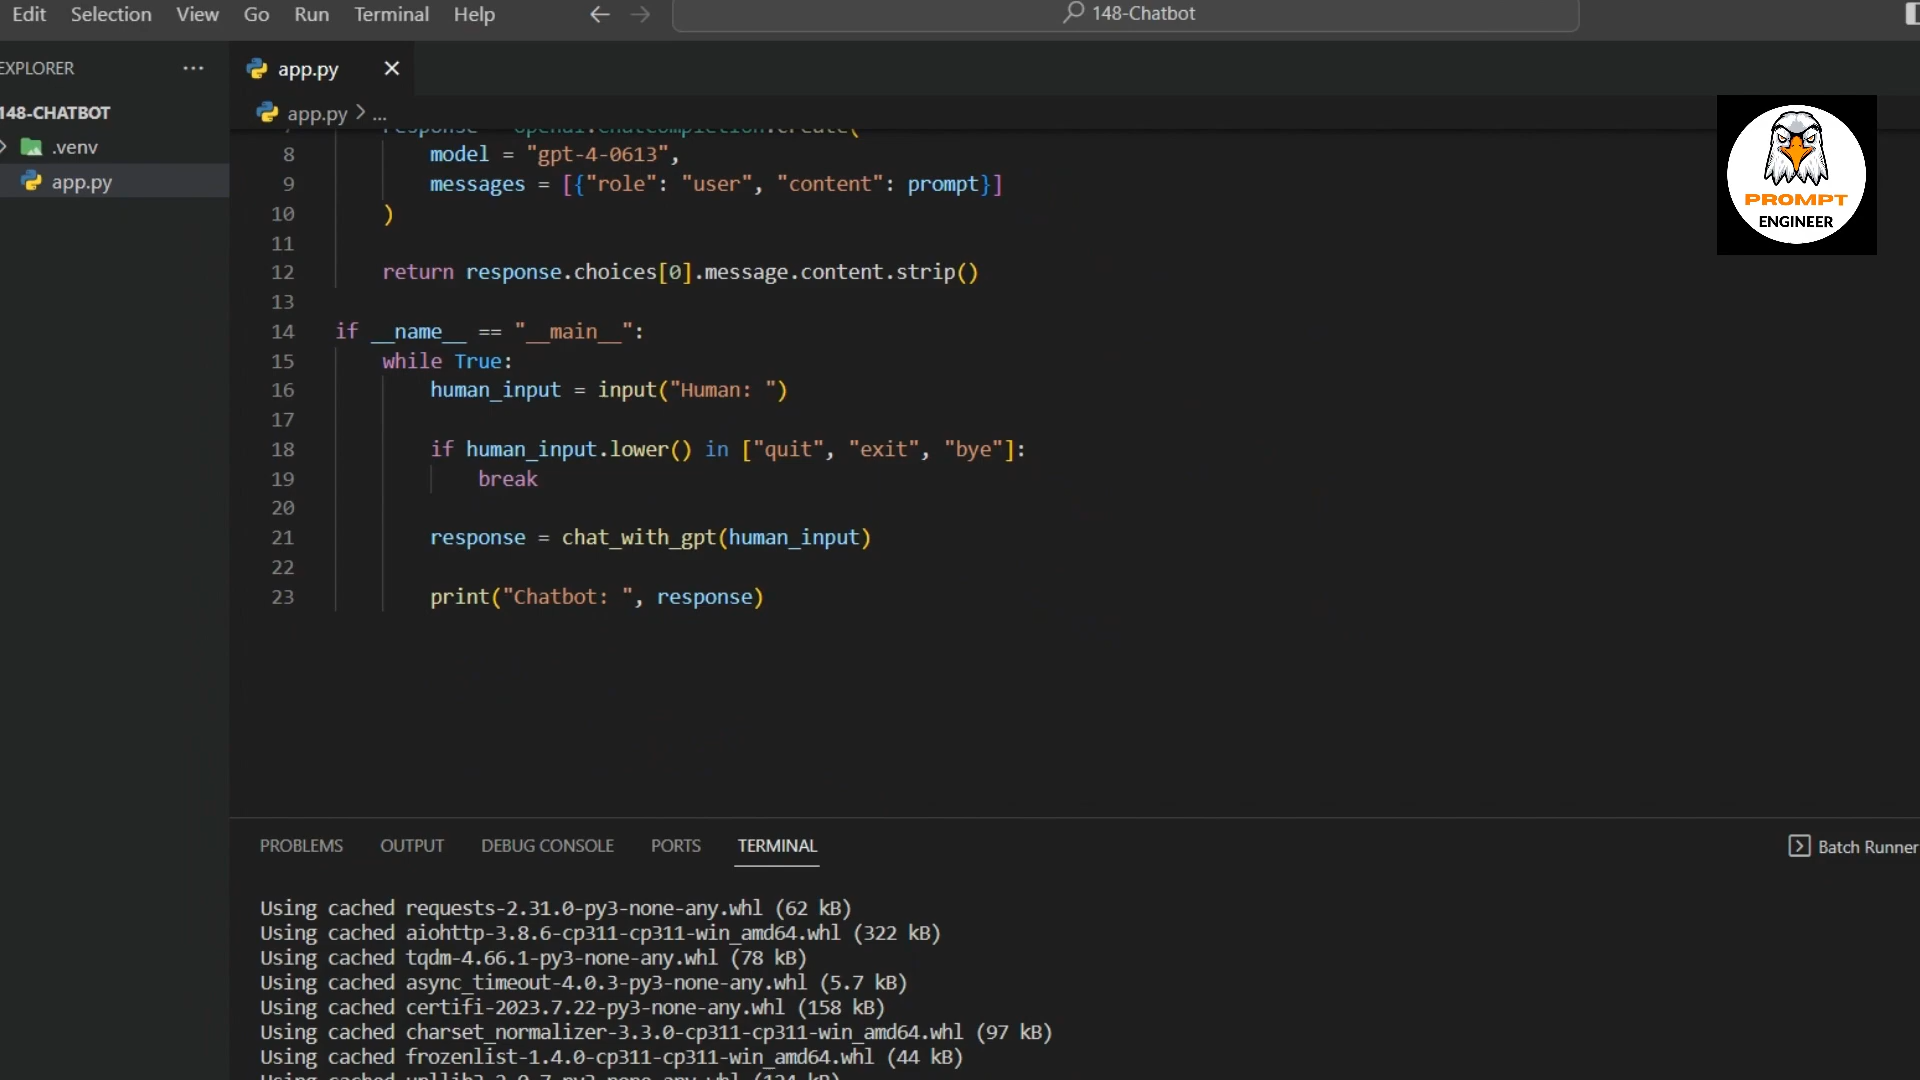 Edit Selection View Go Run Terminal Help
148-Chatbot
EXPLORER
app.py
148-CHATBOT
.venv
app.py
app.py > ...
8 model = "gpt-4-0613",
9 messages = [{"role": "user", "content": prompt}]
10 )
11
12 return response.choices[0].message.content.strip()
13
14 if __name__ == "__main__":
15 while True:
16 human_input = input("Human: ")
17
18 if human_input.lower() in ["quit", "exit", "bye"]:
19 break
20
21 response = chat_with_gpt(human_input)
22
23 print("Chatbot: ", response)
PROMPT
ENGINEER
PROBLEMS OUTPUT DEBUG CONSOLE PORTS TERMINAL
Batch Runner
Using cached requests-2.31.0-py3-none-any.whl (62 kB)
Using cached aiohttp-3.8.6-cp311-cp311-win_amd64.whl (322 kB)
Using cached tqdm-4.66.1-py3-none-any.whl (78 kB)
Using cached async_timeout-4.0.3-py3-none-any.whl (5.7 kB)
Using cached certifi-2023.7.22-py3-none-any.whl (158 kB)
Using cached charset_normalizer-3.3.0-cp311-cp311-win_amd64.whl (97 kB)
Using cached frozenlist-1.4.0-cp311-cp311-win_amd64.whl (44 kB)